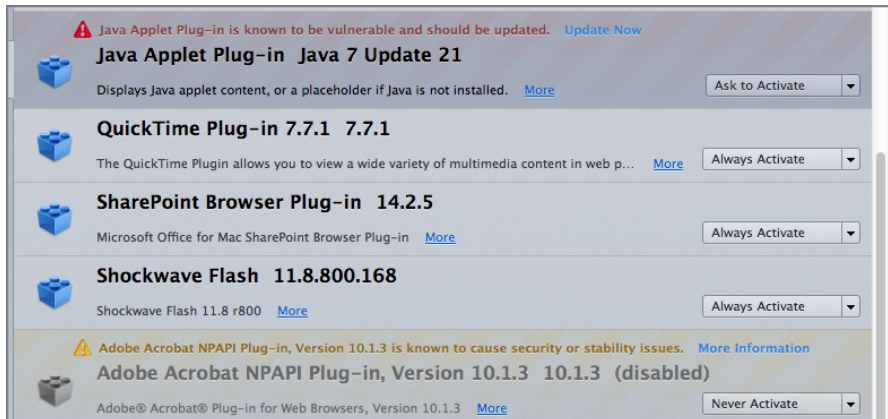 Java Applet Plug-in is known to be vulnerable and should be updated. Update Now
Java Applet Plug-in Java 7 Update 21
Displays Java applet content, or a placeholder if Java is not installed. More
Ask to Activate
QuickTime Plug-in 7.7.1 7.7.1
The QuickTime Plugin allows you to view a wide variety of multimedia content in web p... More
Always Activate
SharePoint Browser Plug-in 14.2.5
Microsoft Office for Mac SharePoint Browser Plug-in More
Always Activate
Shockwave Flash 11.8.800.168
Shockwave Flash 11.8 r800 More
Always Activate
Adobe Acrobat NPAPI Plug-in, Version 10.1.3 is known to cause security or stability issues. More Information
Adobe Acrobat NPAPI Plug-in, Version 10.1.3 10.1.3 (disabled)
Adobe® Acrobat® Plug-in for Web Browsers, Version 10.1.3 More
Never Activate